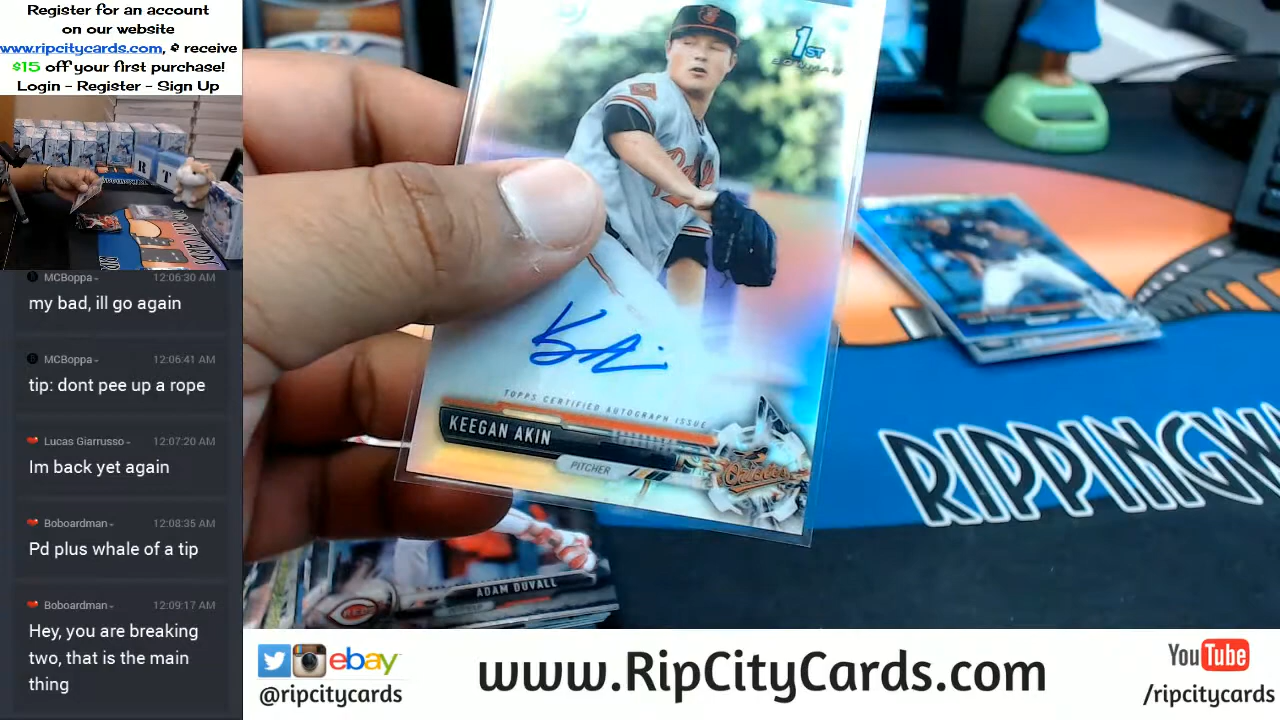 Register for an account
on our website
www.ripcitycards.com, & receive
$15 off your first purchase!
Login - Register - Sign Up
MCBoppa
12:06:30 AM
my bad, ill go again
MCBoppa
12:06:41 AM
tip: dont pee up a rope
Lucas Giarrusso
12:07:20 AM
Im back yet again
Boboardman
12:08:35 AM
Pd plus whale of a tip
Boboardman
12:09:17 AM
Hey, you are breaking
two, that is the main
thing
1ST
BOWMAN
TOPPS CERTIFIED AUTOGRAPH ISSUE
KEEGAN AKIN
PITCHER
Orioles
ADAM DUVALL
RIPPINGW
ebay
@ripcitycards
www.RipCityCards.com
YouTube
/ripcitycards